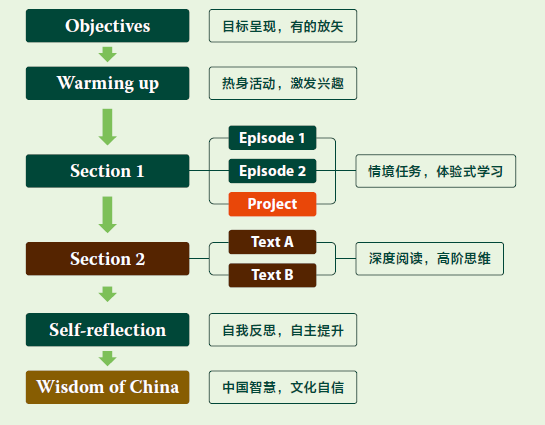 Objectives
目标呈现，有的放矢
Warming up
热身活动，激发兴趣
Section 1
Episode 1
Episode 2
Project
情境任务，体验式学习
Section 2
Text A
Text B
深度阅读，高阶思维
Self-reflection
自我反思，自主提升
Wisdom of China
中国智慧，文化自信